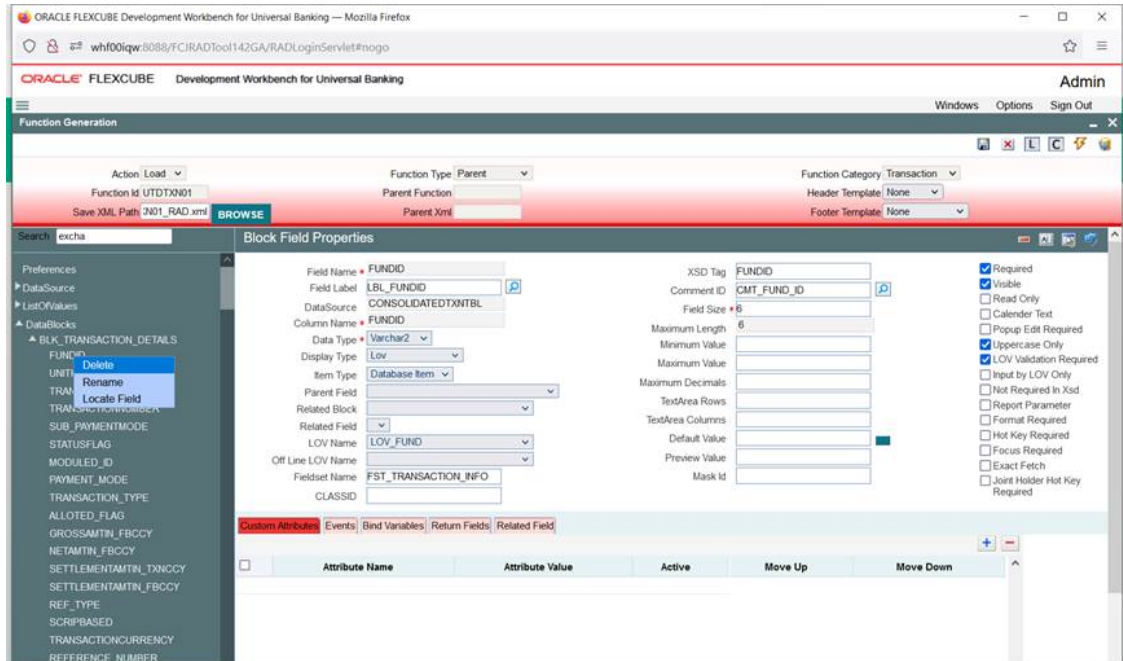 ORACLE FLEXCUBE Development Workbench for Universal Banking — Mozilla Firefox
whf00iqw:8088/FCJRADTool142GA/RADLoginServlet#nogo
ORACLE FLEXCUBE Development Workbench for Universal Banking Admin
Windows Options Sign Out
Function Generation
L C
Action Load Function Type Parent Function Category Transaction
Function Id UTDTXN01 Parent Function Header Template None
Save XML Path N01_RAD.xml BROWSE Parent Xml Footer Template None
Search excha
Preferences
DataSource
ListOfValues
DataBlocks
BLK_TRANSACTION_DETAILS
FUNDID
Delete
Rename
Locate Field
TRANSACTIONNUMBER
SUB_PAYMENTMODE
STATUSFLAG
MODULED_ID
PAYMENT_MODE
TRANSACTION_TYPE
ALLOTED_FLAG
GROSSAMTIN_FBCCY
NETAMTIN_FBCCY
SETTLEMENTAMTIN_TXNCCY
SETTLEMENTAMTIN_FBCCY
REF_TYPE
SCRIPBASED
TRANSACTIONCURRENCY
REFERENCE_NUMBER
Block Field Properties
Field Name * FUNDID
Field Label LBL_FUNDID
DataSource CONSOLIDATEDTXNTBL
Column Name * FUNDID
Data Type * Varchar2
Display Type Lov
Item Type Database Item
Parent Field
Related Block
Related Field
LOV Name LOV_FUND
Off Line LOV Name
Fieldset Name FST_TRANSACTION_INFO
CLASSID
XSD Tag FUNDID
Comment ID CMT_FUND_ID
Field Size * 6
Maximum Length 6
Minimum Value
Maximum Value
Maximum Decimals
TextArea Rows
TextArea Columns
Default Value
Preview Value
Mask Id
Required
Visible
Read Only
Calender Text
Popup Edit Required
Uppercase Only
LOV Validation Required
Input by LOV Only
Not Required In Xsd
Report Parameter
Format Required
Hot Key Required
Focus Required
Exact Fetch
Joint Holder Hot Key
Required
Custom Attributes Events Bind Variables Return Fields Related Field
Attribute Name Attribute Value Active Move Up Move Down